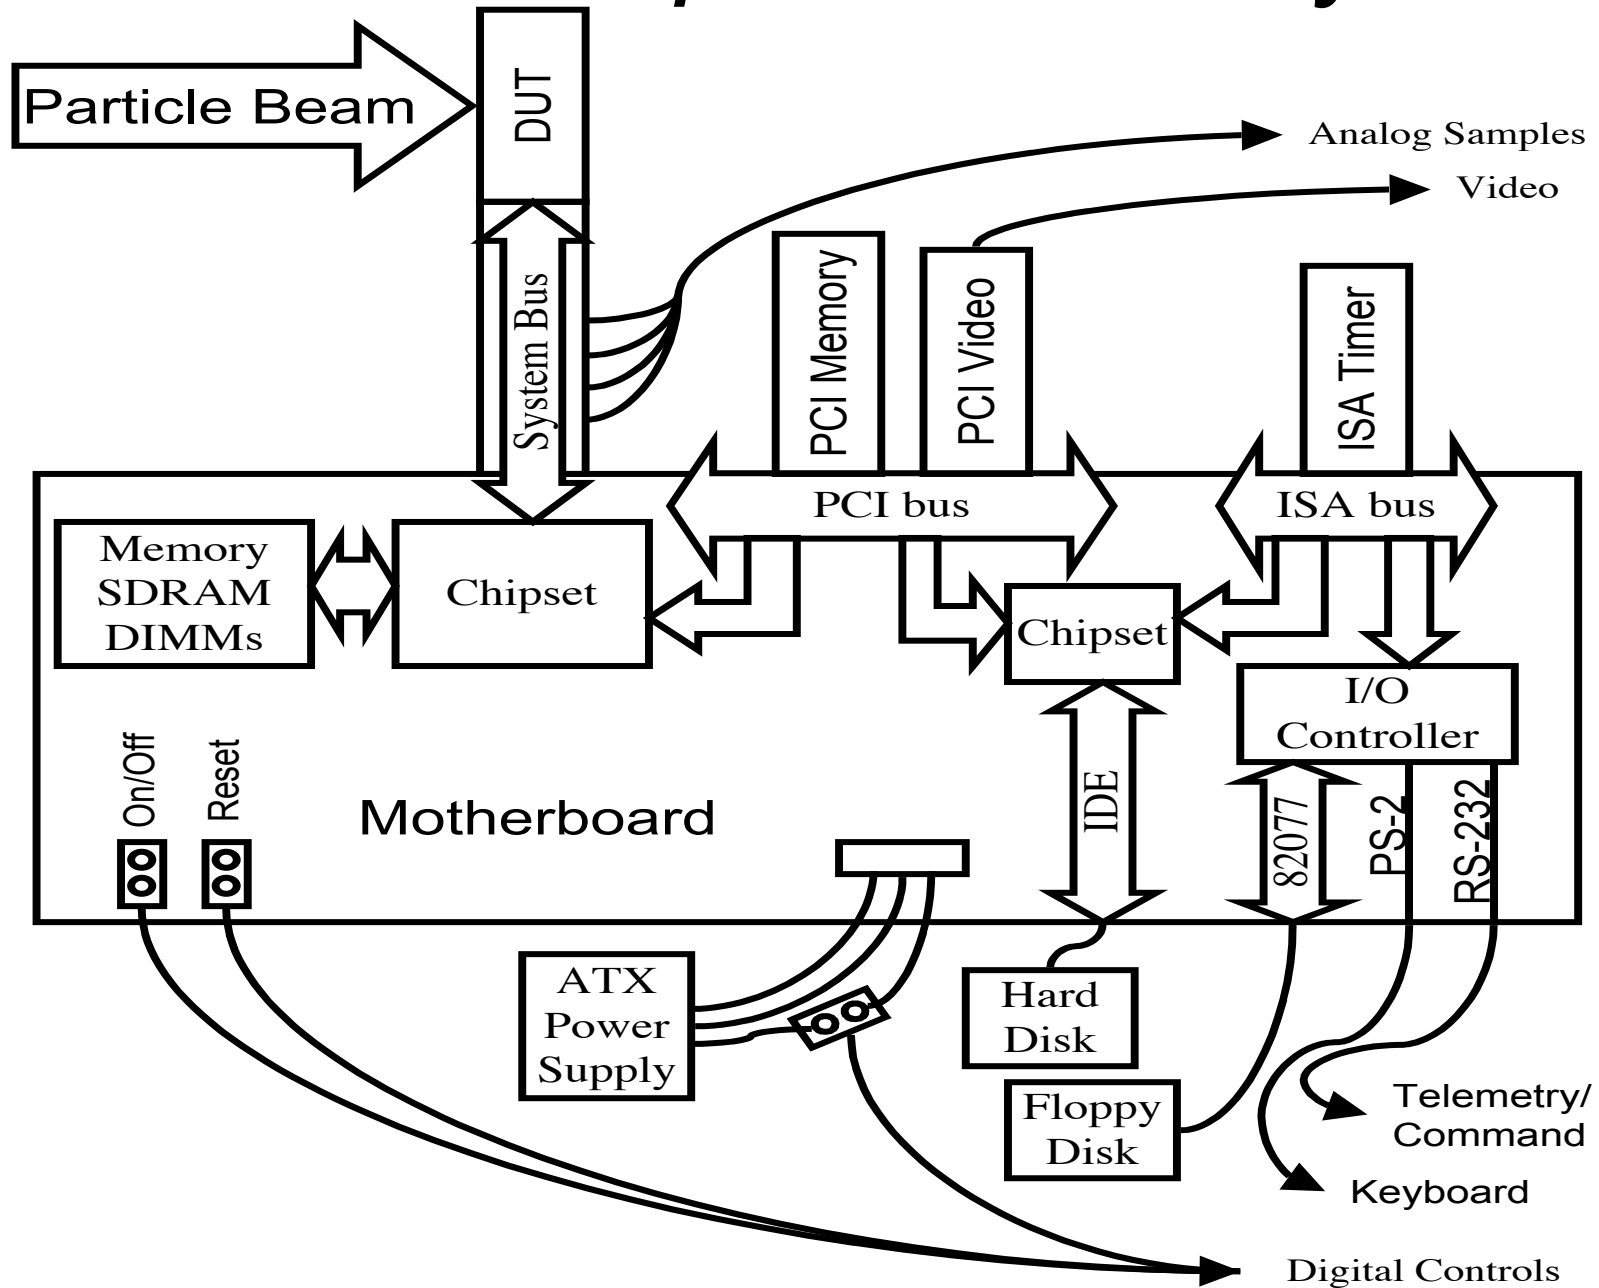 Particle Beam
DUT
Analog Samples
Video
System Bus
PCI Memory
PCI Video
ISA Timer
PCI bus
ISA bus
Memory
SDRAM
DIMMs
Chipset
Chipset
I/O
Controller
On/Off
Reset
Motherboard
IDE
82077
PS-2
RS-232
ATX
Power
Supply
Hard
Disk
Floppy
Disk
Telemetry/
Command
Keyboard
Digital Controls